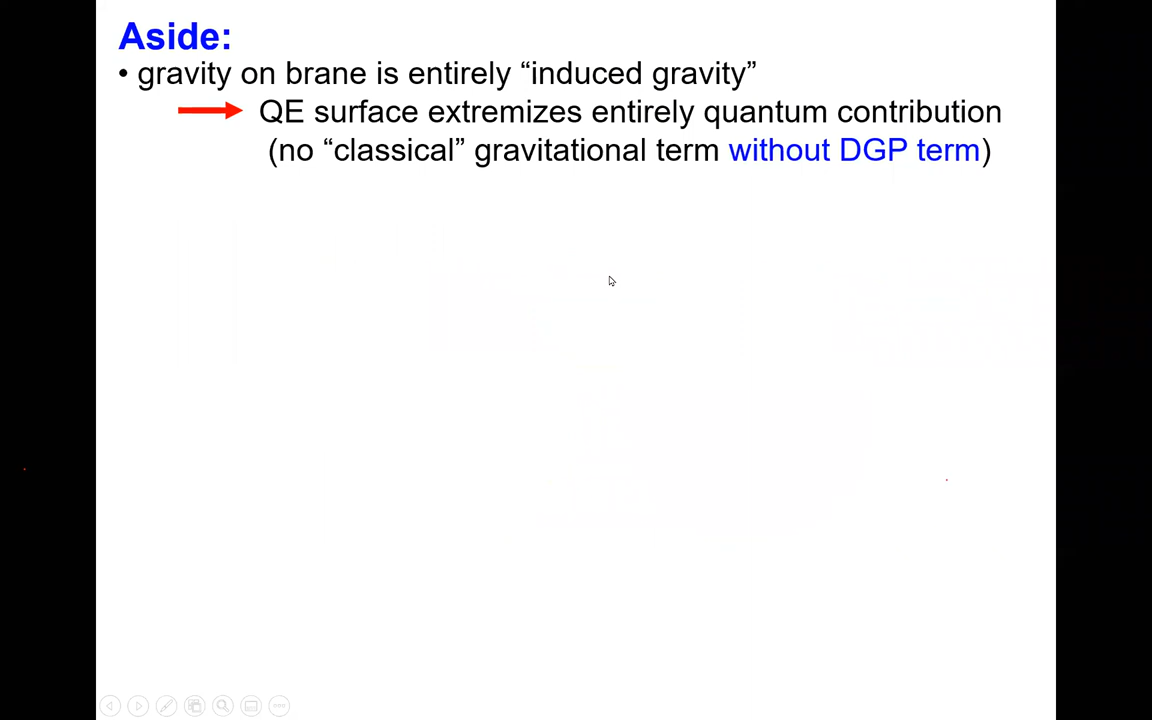 Aside:
• gravity on brane is entirely “induced gravity”
QE surface extremizes entirely quantum contribution
(no “classical” gravitational term without DGP term)